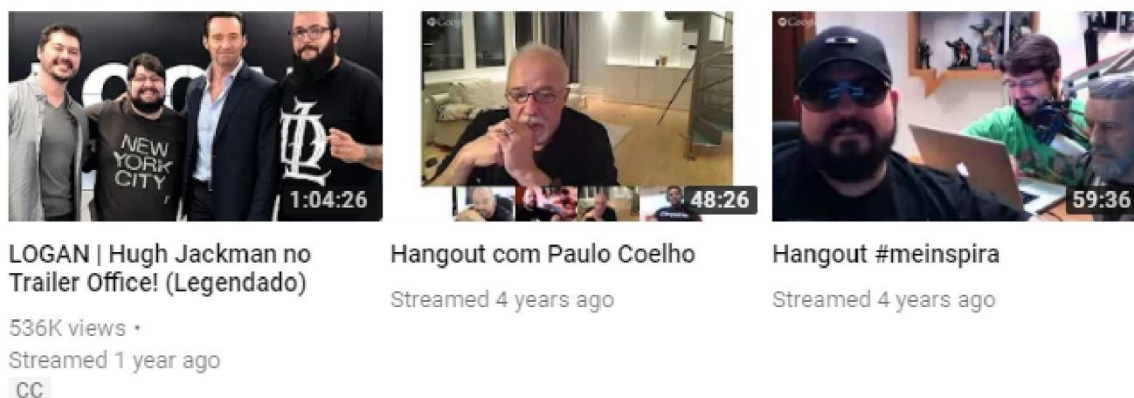 LOGAN
NEW
YORK
CITY
1:04:26
LOGAN | Hugh Jackman no
Trailer Office! (Legendado)
536K views •
Streamed 1 year ago
CC
48:26
Hangout com Paulo Coelho
Streamed 4 years ago
59:36
Hangout #meinspira
Streamed 4 years ago